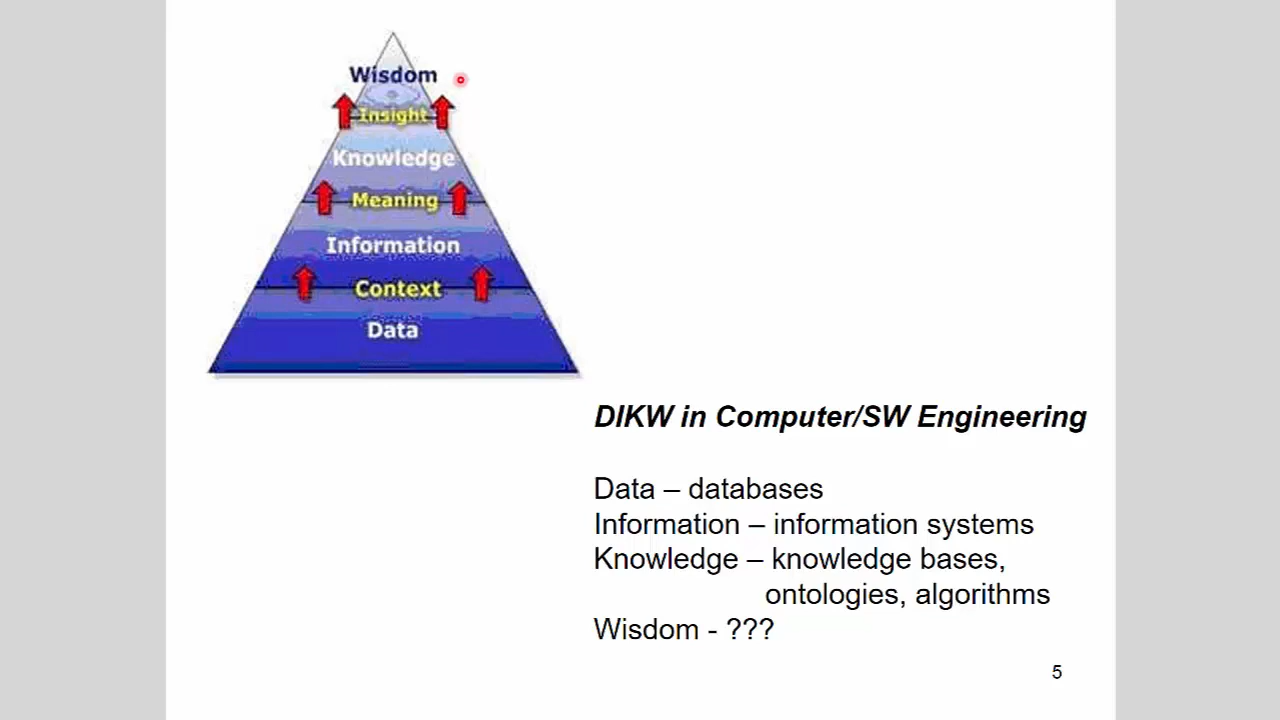 Wisdom
Insight
Knowledge
Meaning
Information
Context
Data
DIKW in Computer/SW Engineering
Data – databases
Information – information systems
Knowledge – knowledge bases,
ontologies, algorithms
Wisdom - ???
5